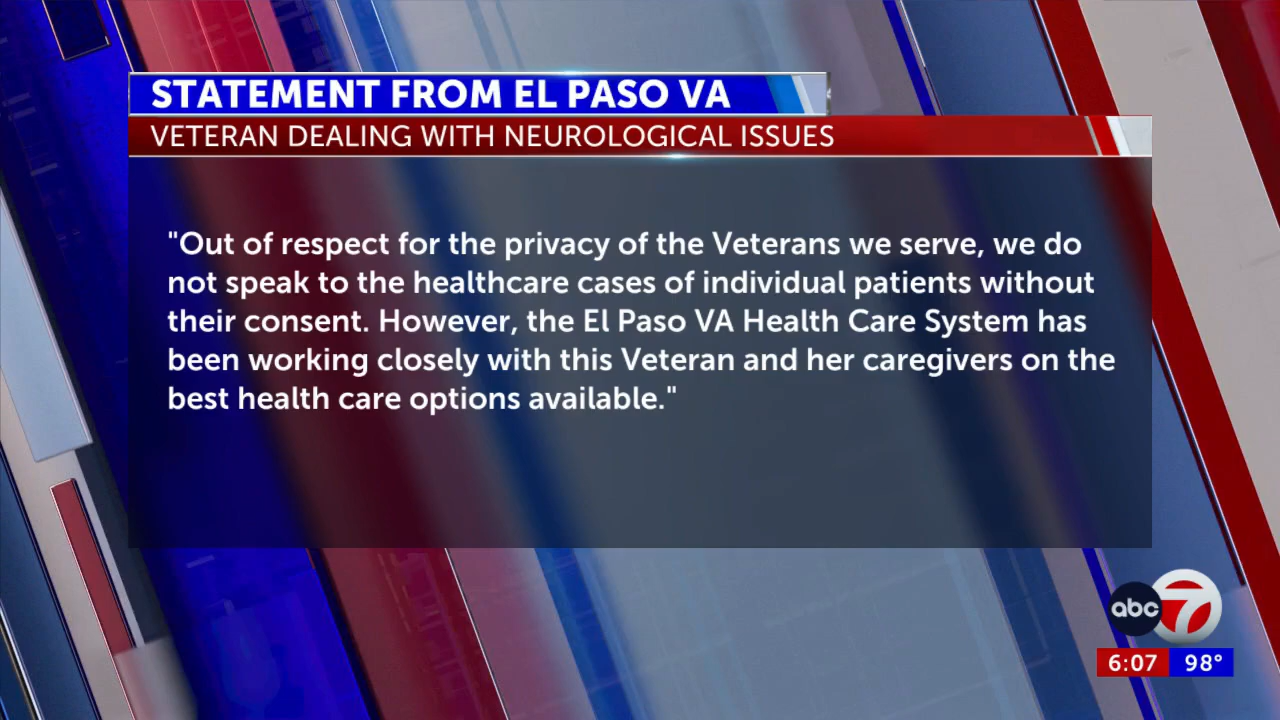 STATEMENT FROM EL PASO VA
VETERAN DEALING WITH NEUROLOGICAL ISSUES
"Out of respect for the privacy of the Veterans we serve, we do
not speak to the healthcare cases of individual patients without
their consent. However, the El Paso VA Health Care System has
been working closely with this Veteran and her caregivers on the
best health care options available."
abc 7
6:07 98°